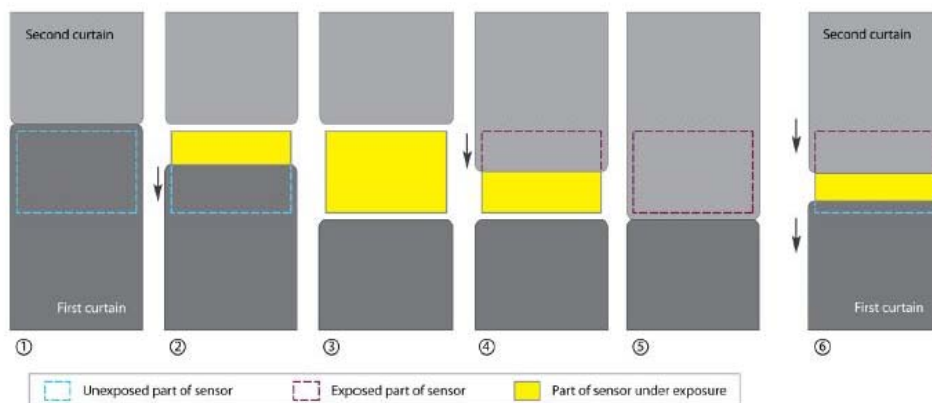 Second curtain
Second curtain
First curtain
First curtain
① ② ③ ④ ⑤ ⑥
Unexposed part of sensor
Exposed part of sensor
Part of sensor under exposure